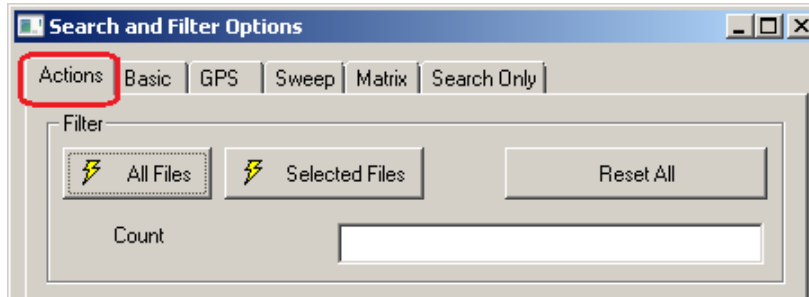 Search and Filter Options
Actions Basic GPS Sweep Matrix Search Only
Filter
All Files Selected Files Reset All
Count